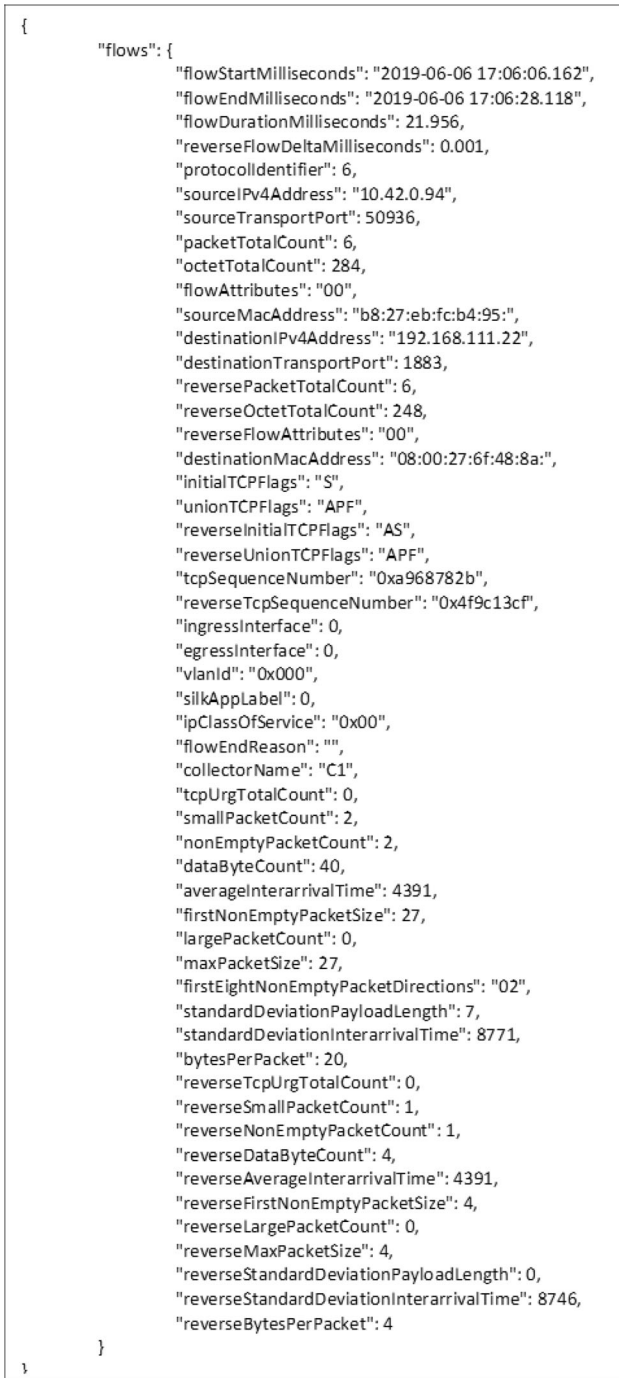 {
"flows": {
"flowStartMilliseconds": "2019-06-06 17:06:06.162",
"flowEndMilliseconds": "2019-06-06 17:06:28.118",
"flowDurationMilliseconds": 21.956,
"reverseFlowDeltaMilliseconds": 0.001,
"protocolIdentifier": 6,
"sourceIPv4Address": "10.42.0.94",
"sourceTransportPort": 50936,
"packetTotalCount": 6,
"octetTotalCount": 284,
"flowAttributes": "00",
"sourceMacAddress": "b8:27:eb:fc:b4:95:",
"destinationIPv4Address": "192.168.111.22",
"destinationTransportPort": 1883,
"reversePacketTotalCount": 6,
"reverseOctetTotalCount": 248,
"reverseFlowAttributes": "00",
"destinationMacAddress": "08:00:27:6f:48:8a:",
"initialTCPFlags": "S",
"unionTCPFlags": "APF",
"reverseInitialTCPFlags": "AS",
"reverseUnionTCPFlags": "APF",
"tcpSequenceNumber": "0xa968782b",
"reverseTcpSequenceNumber": "0x4f9c13cf",
"ingressInterface": 0,
"egressInterface": 0,
"vlanId": "0x000",
"silkAppLabel": 0,
"ipClassOfService": "0x00",
"flowEndReason": "",
"collectorName": "C1",
"tcpUrgTotalCount": 0,
"smallPacketCount": 2,
"nonEmptyPacketCount": 2,
"dataByteCount": 40,
"averageInterarrivalTime": 4391,
"firstNonEmptyPacketSize": 27,
"largePacketCount": 0,
"maxPacketSize": 27,
"firstEightNonEmptyPacketDirections": "02",
"standardDeviationPayloadLength": 7,
"standardDeviationInterarrivalTime": 8771,
"bytesPerPacket": 20,
"reverseTcpUrgTotalCount": 0,
"reverseSmallPacketCount": 1,
"reverseNonEmptyPacketCount": 1,
"reverseDataByteCount": 4,
"reverseAverageInterarrivalTime": 4391,
"reverseFirstNonEmptyPacketSize": 4,
"reverseLargePacketCount": 0,
"reverseMaxPacketSize": 4,
"reverseStandardDeviationPayloadLength": 0,
"reverseStandardDeviationInterarrivalTime": 8746,
"reverseBytesPerPacket": 4
}
}